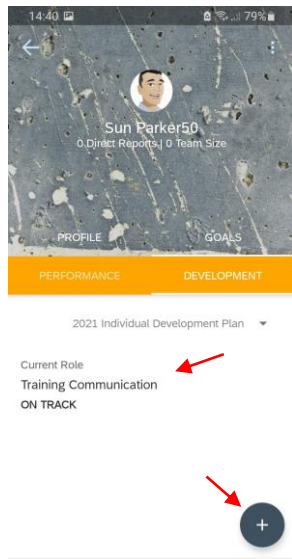 14:40 79%
Sun Parker50
0 Direct Reports | 0 Team Size
PROFILE GOALS
PERFORMANCE DEVELOPMENT
2021 Individual Development Plan
Current Role
Training Communication
ON TRACK
+